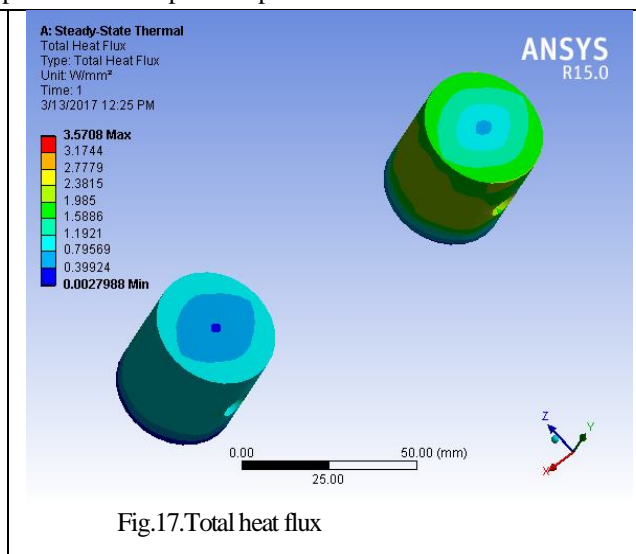 A: Steady-State Thermal
Total Heat Flux
Type: Total Heat Flux
Unit: W/mm²
Time: 1
3/13/2017 12:25 PM
ANSYS
R15.0
3.5708 Max
3.1744
2.7779
2.3815
1.985
1.5886
1.1921
0.79569
0.39924
0.0027988 Min
0.00 50.00 (mm)
25.00
Z
Y
X
Fig.17.Total heat flux